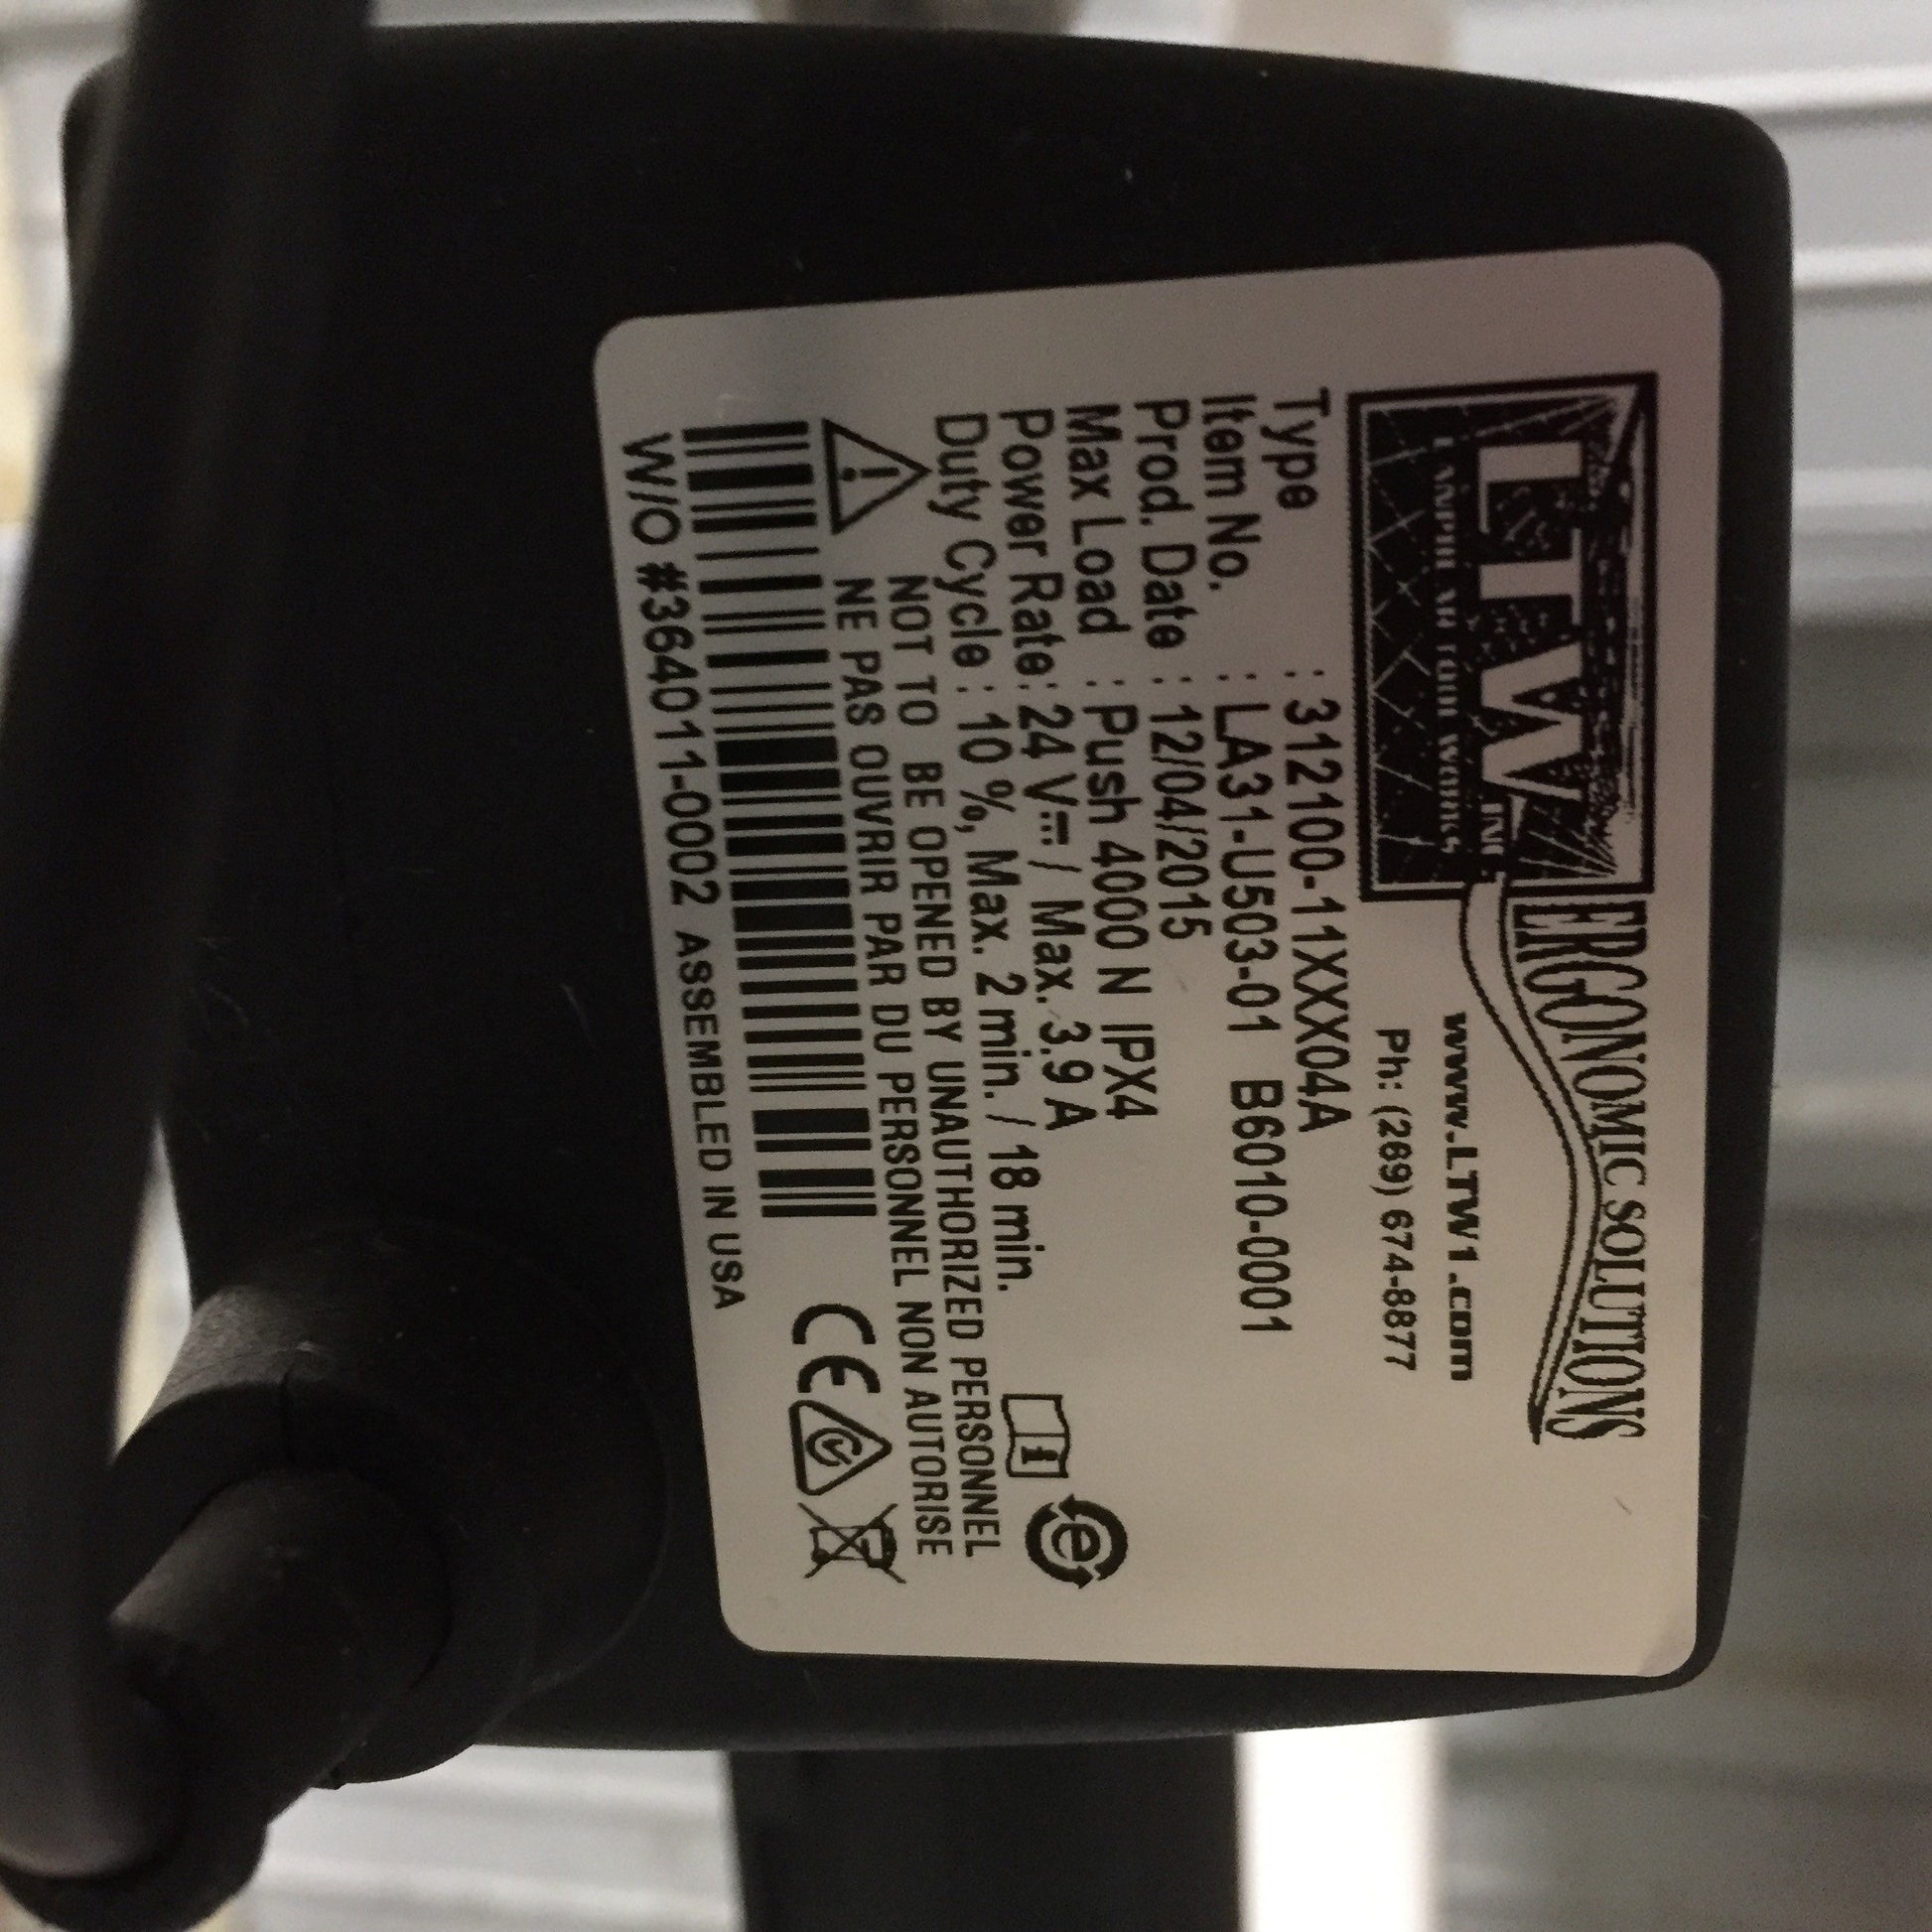 LTW INC
ERGONOMIC SOLUTIONS
www.LTW1.com
Ph: (289) 674-8877
Type : 312100-11XXX04A
Item No. : LA31-U503-01 B6010-0001
Prod. Date : 12/04/2015
Max Load : Push 4000 N IPX4
Power Rate: 24 V⎓ / Max. 3.9 A
Duty Cycle : 10 %, Max. 2 min. / 18 min.
NOT TO BE OPENED BY UNAUTHORIZED PERSONNEL
NE PAS OUVRIR PAR DU PERSONNEL NON AUTORISE
W/O #364011-0002 ASSEMBLED IN USA
CE
e